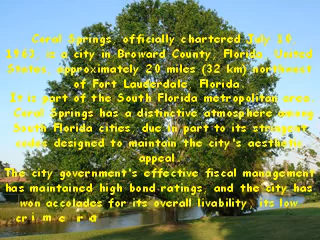 Coral Springs, officially chartered July 10,
1963, is a city in Broward County, Florida, United
States, approximately 20 miles (32 km) northwest
of Fort Lauderdale, Florida.
It is part of the South Florida metropolitan area.
Coral Springs has a distinctive atmosphere among
South Florida cities, due in part to its stringent
codes designed to maintain the city's aesthetic
appeal.
The city government's effective fiscal management
has maintained high bond ratings, and the city has
won accolades for its overall livability, its low
crime ra